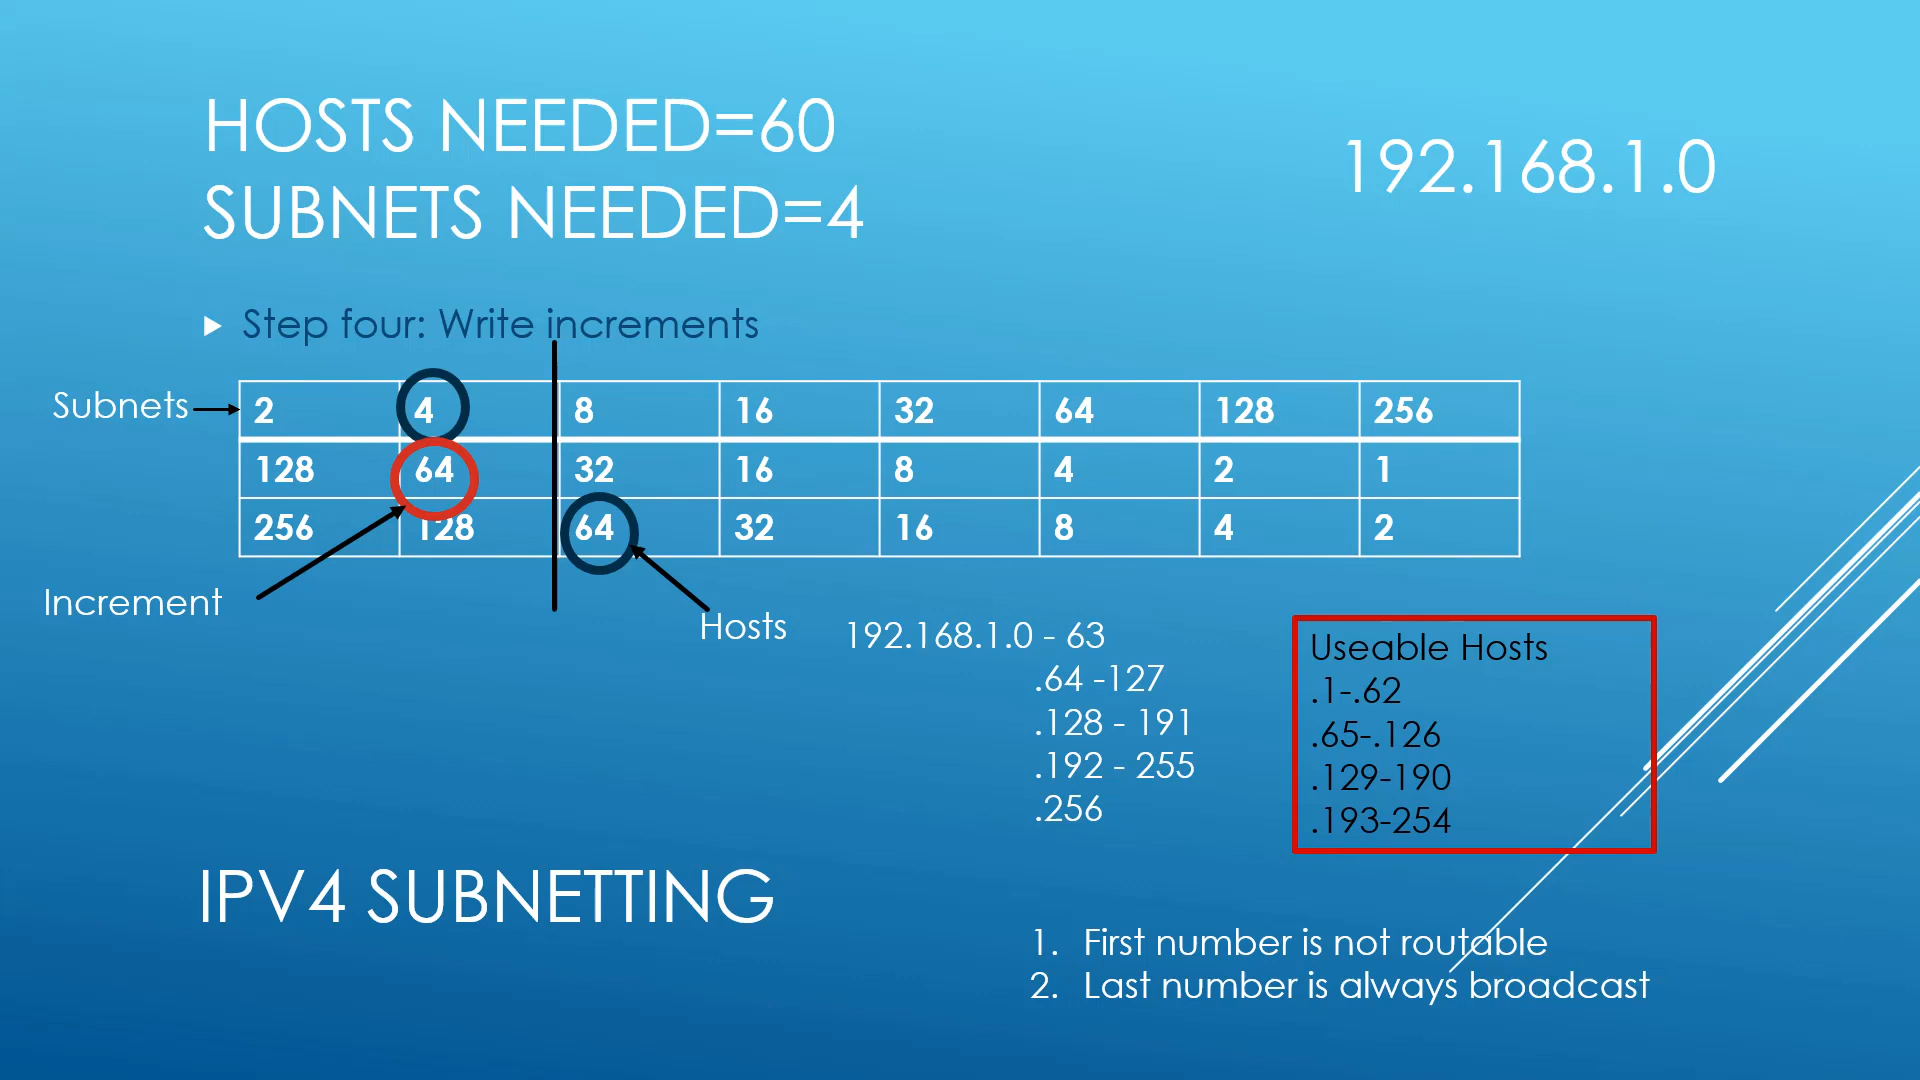 HOSTS NEEDED=60
SUBNETS NEEDED=4
192.168.1.0
Step four: Write increments
Subnets
2 4 8 16 32 64 128 256
128 64 32 16 8 4 2 1
256 128 64 32 16 8 4 2
Increment
Hosts
192.168.1.0 - 63
.64 -127
.128 - 191
.192 - 255
.256
Useable Hosts
.1-.62
.65-.126
.129-190
.193-254
IPV4 SUBNETTING
1. First number is not routable
2. Last number is always broadcast